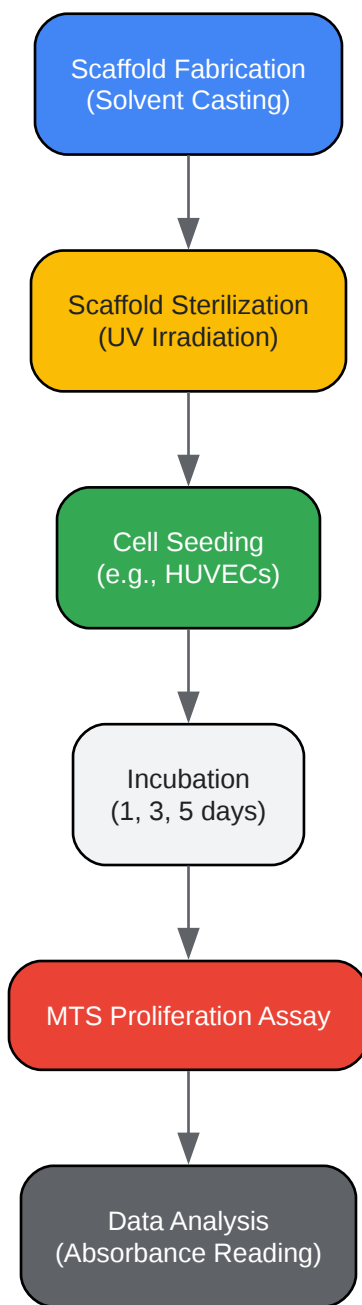 Scaffold Fabrication
(Solvent Casting)
Scaffold Sterilization
(UV Irradiation)
Cell Seeding
(e.g., HUVECs)
Incubation
(1, 3, 5 days)
MTS Proliferation Assay
Data Analysis
(Absorbance Reading)